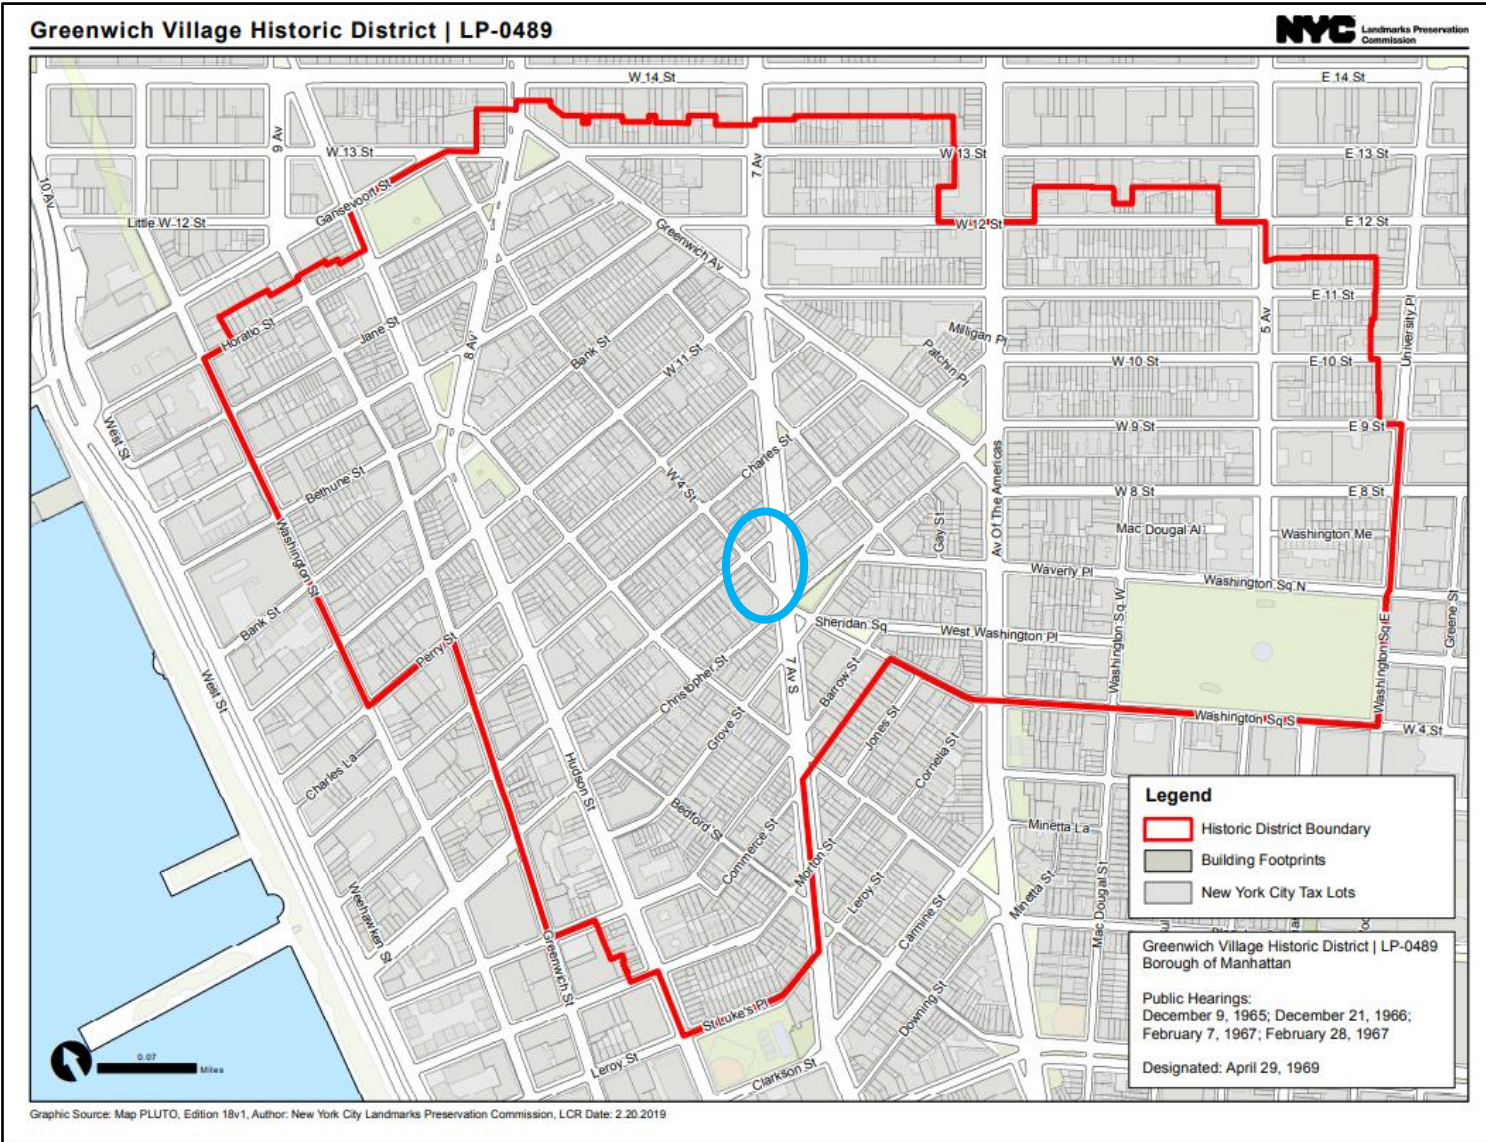 Greenwich Village Historic District | LP-0489
NYC Landmarks Preservation
Commission
W 14 St
E 14 St
9 Av
W 13 St
7 Av
W 13 St
E 13 St
10 Av
Gansevoort St
Little W 12 St
Greenwich Av
W 12 St
E 12 St
Horatio St
Jane St
8 Av
Bank St
W 11 St
Milligan Pl
Patchin Pl
E 11 St
5 Av
University Pl
W 10 St
E 10 St
West St
Bethune St
W 4 St
Charles St
W 9 St
E 9 St
Av Of The Americas
W 8 St
E 8 St
Gay St
Mac Dougal Al
Washington Me
Washington St
Waverly Pl
Washington Sq N
Bank St
Perry St
Sheridan Sq
West Washington Pl
Washington Sq W
Washington Sq E
Greene St
West St
Christopher St
7 Av S
Barrow St
Grove St
Jones St
Washington Sq S
W 4 St
Charles La
Hudson St
Cornelia St
Bedford St
Commerce St
Morton St
Minetta La
Weehawken St
Leroy St
Carmine St
Minetta St
Mac Dougal St
Greenwich St
St Luke's Pl
Downing St
Leroy St
Clarkson St
Legend
Historic District Boundary
Building Footprints
New York City Tax Lots
Greenwich Village Historic District | LP-0489
Borough of Manhattan
Public Hearings:
December 9, 1965; December 21, 1966;
February 7, 1967; February 28, 1967
Designated: April 29, 1969
0.07
Miles
Graphic Source: Map PLUTO, Edition 18v1, Author: New York City Landmarks Preservation Commission, LCR Date: 2.20.2019